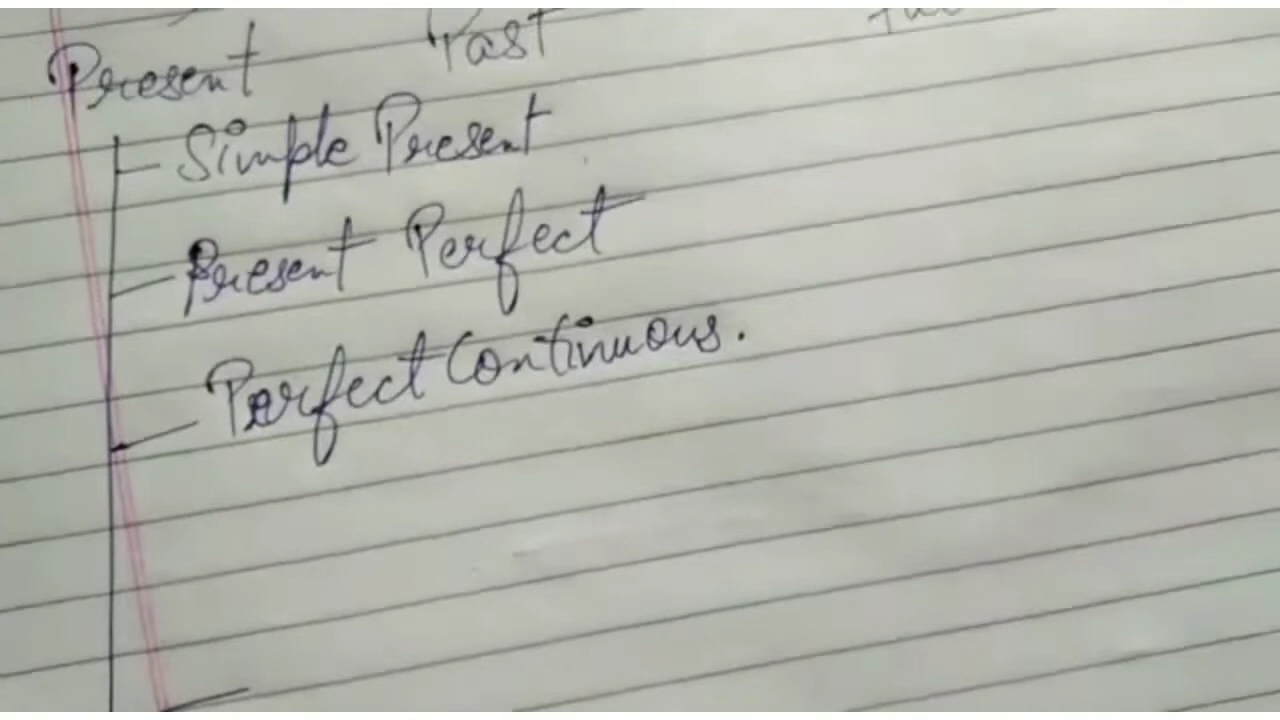 Present Past
Simple Present
Present Perfect
Perfect Continuous.